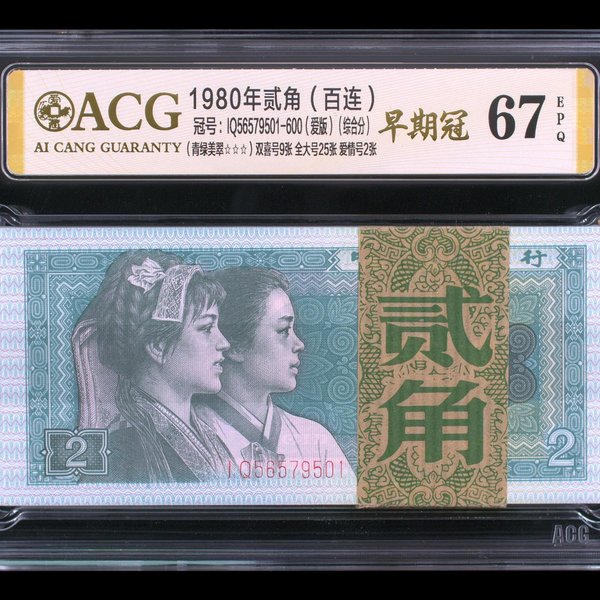 ACG
AI CANG GUARANTY
1980年贰角(百连)
冠号:IQ56579501-600(爱版)(综合分)
(青绿美翠☆☆☆) 双喜号9张 全大号25张 爱情号2张
早期冠
67
EPQ
行
贰角
2
IQ56579501
2
ACG